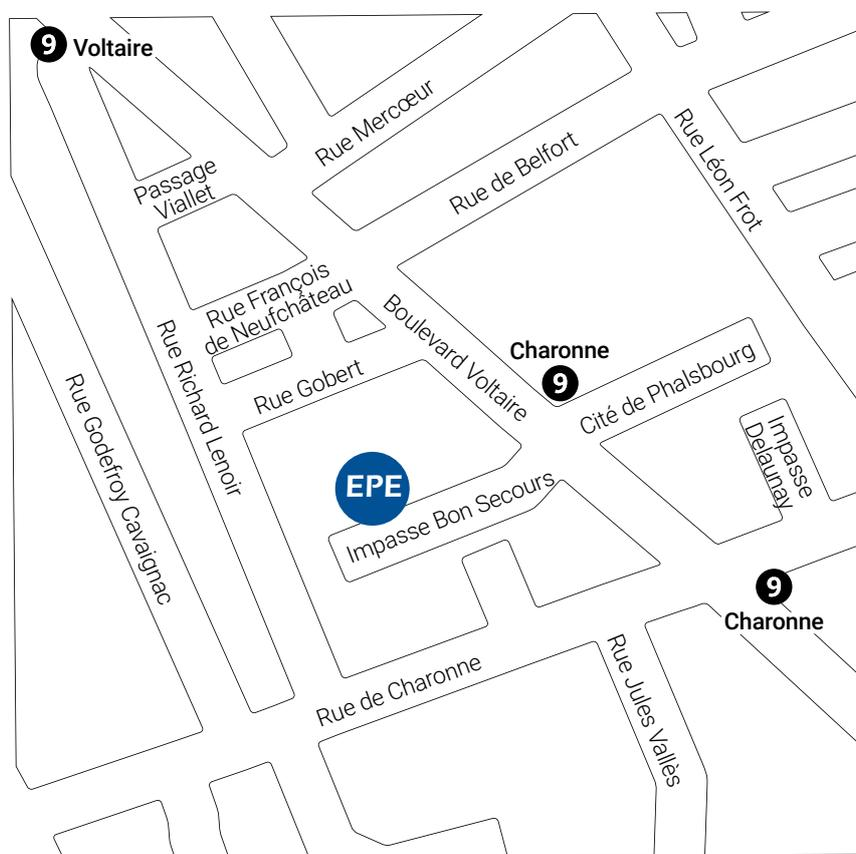 9 Voltaire
Rue Mercœur
Rue Léon Frot
Rue de Belfort
Passage
Viallet
Rue François
de Neufchâteau
Boulevard Voltaire
Rue Richard Lenoir
Charonne
9
Cité de Phalsbourg
Rue Gobert
Rue Godefroy Cavaignac
Impasse
Delaunay
EPE
Impasse Bon Secours
9
Charonne
Rue de Charonne
Rue Jules Vallès